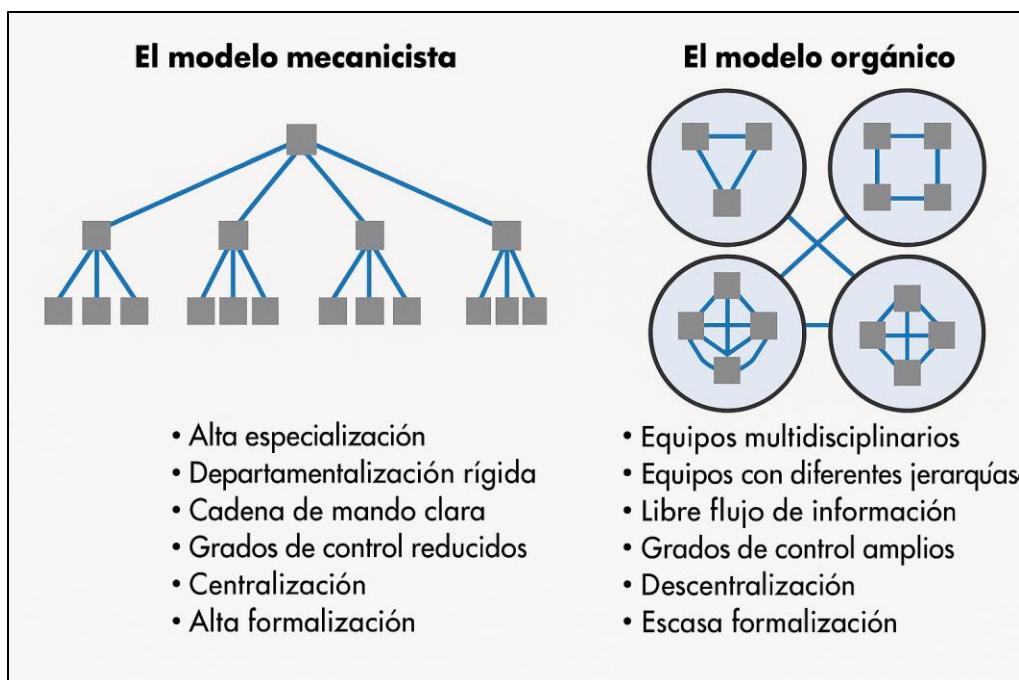 El modelo mecanicista
• Alta especialización
• Departamentalización rígida
• Cadena de mando clara
• Grados de control reducidos
• Centralización
• Alta formalización
El modelo orgánico
• Equipos multidisciplinarios
• Equipos con diferentes jerarquías
• Libre flujo de información
• Grados de control amplios
• Descentralización
• Escasa formalización